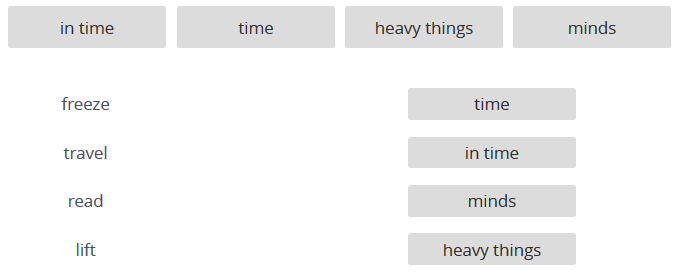 in time time heavy things minds
freeze time
travel in time
read minds
lift heavy things